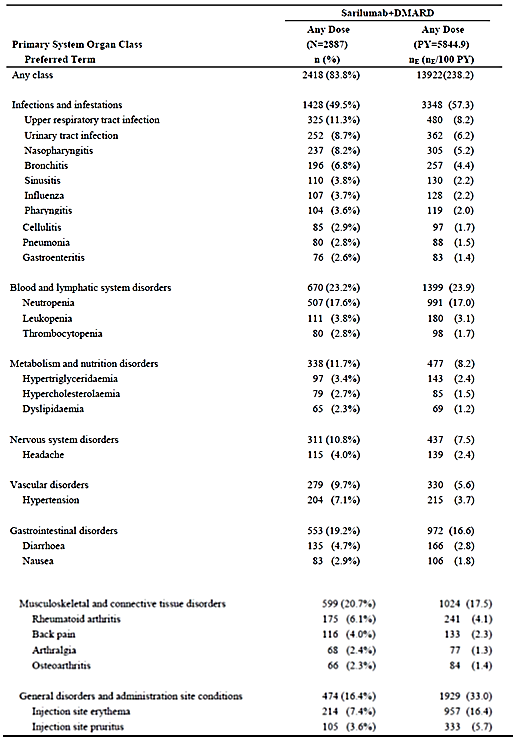 Sarilumab+DMARD
Any Dose Any Dose
(N=2887) (PY=5844.9)
Primary System Organ Class
Preferred Term n (%) nE (nE/100 PY)
Any class 2418 (83.8%) 13922(238.2)
Infections and infestations 1428 (49.5%) 3348 (57.3)
Upper respiratory tract infection 325 (11.3%) 480 (8.2)
Urinary tract infection 252 (8.7%) 362 (6.2)
Nasopharyngitis 237 (8.2%) 305 (5.2)
Bronchitis 196 (6.8%) 257 (4.4)
Sinusitis 110 (3.8%) 130 (2.2)
Influenza 107 (3.7%) 128 (2.2)
Pharyngitis 104 (3.6%) 119 (2.0)
Cellulitis 85 (2.9%) 97 (1.7)
Pneumonia 80 (2.8%) 88 (1.5)
Gastroenteritis 76 (2.6%) 83 (1.4)
Blood and lymphatic system disorders 670 (23.2%) 1399 (23.9)
Neutropenia 507 (17.6%) 991 (17.0)
Leukopenia 111 (3.8%) 180 (3.1)
Thrombocytopenia 80 (2.8%) 98 (1.7)
Metabolism and nutrition disorders 338 (11.7%) 477 (8.2)
Hypertriglyceridaemia 97 (3.4%) 143 (2.4)
Hypercholesterolaemia 79 (2.7%) 85 (1.5)
Dyslipidaemia 65 (2.3%) 69 (1.2)
Nervous system disorders 311 (10.8%) 437 (7.5)
Headache 115 (4.0%) 139 (2.4)
Vascular disorders 279 (9.7%) 330 (5.6)
Hypertension 204 (7.1%) 215 (3.7)
Gastrointestinal disorders 553 (19.2%) 972 (16.6)
Diarrhoea 135 (4.7%) 166 (2.8)
Nausea 83 (2.9%) 106 (1.8)
Musculoskeletal and connective tissue disorders 599 (20.7%) 1024 (17.5)
Rheumatoid arthritis 175 (6.1%) 241 (4.1)
Back pain 116 (4.0%) 133 (2.3)
Arthralgia 68 (2.4%) 77 (1.3)
Osteoarthritis 66 (2.3%) 84 (1.4)
General disorders and administration site conditions 474 (16.4%) 1929 (33.0)
Injection site erythema 214 (7.4%) 957 (16.4)
Injection site pruritus 105 (3.6%) 333 (5.7)